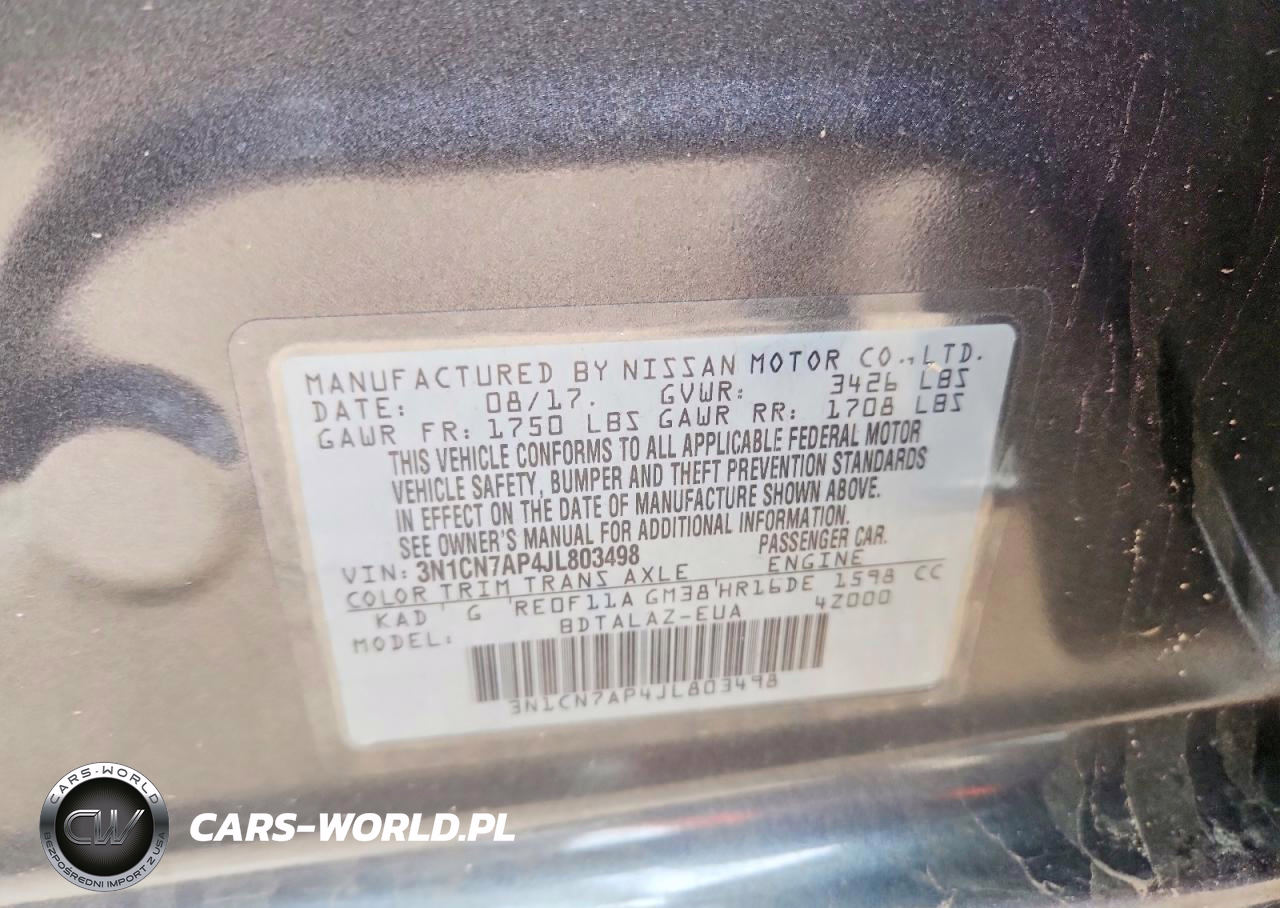 MANUFACTURED BY NISSAN MOTOR CO., LTD.
DATE: 08/17. GVWR: 3426 LBS
GAWR FR: 1750 LBS GAWR RR: 1708 LBS
THIS VEHICLE CONFORMS TO ALL APPLICABLE FEDERAL MOTOR
VEHICLE SAFETY, BUMPER AND THEFT PREVENTION STANDARDS
IN EFFECT ON THE DATE OF MANUFACTURE SHOWN ABOVE.
SEE OWNER'S MANUAL FOR ADDITIONAL INFORMATION.
VIN: 3N1CN7AP4JL803498 PASSENGER CAR.
COLOR TRIM TRANS AXLE ENGINE
KAD G RE0F11A GM38 HR16DE 1598 CC
MODEL: BDTALAZ-EUA 4Z000
3N1CN7AP4JL803498
CARS-WORLD
CW
BEZPOŚREDNI IMPORT Z USA
CARS-WORLD.PL